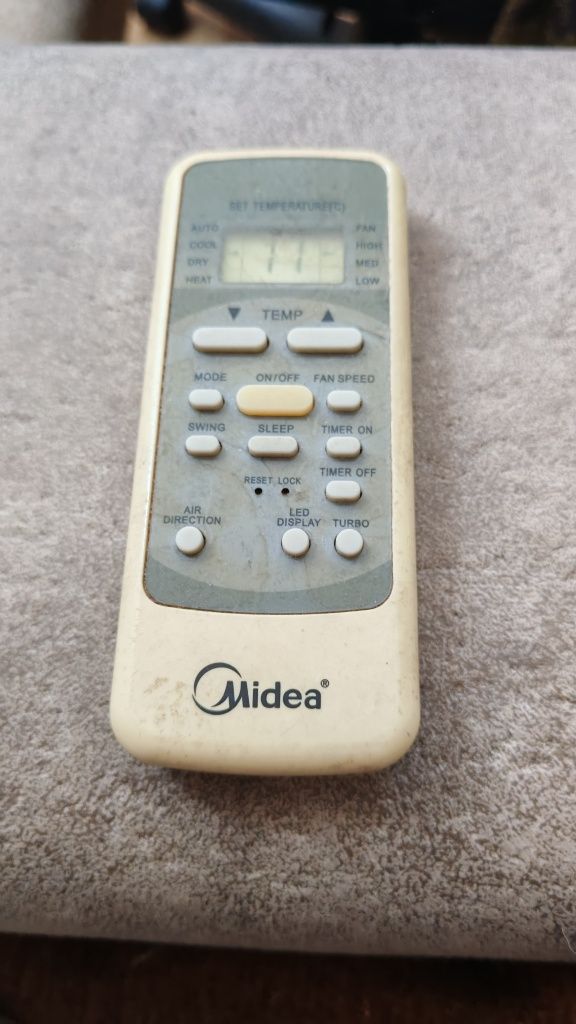 SET TEMPERATURE(°C)
AUTO FAN
COOL HIGH
DRY MED
HEAT LOW
▼ TEMP ▲
MODE ON/OFF FAN SPEED
SWING SLEEP TIMER ON
TIMER OFF
RESET LOCK
AIR DIRECTION
LED DISPLAY
TURBO
Midea®